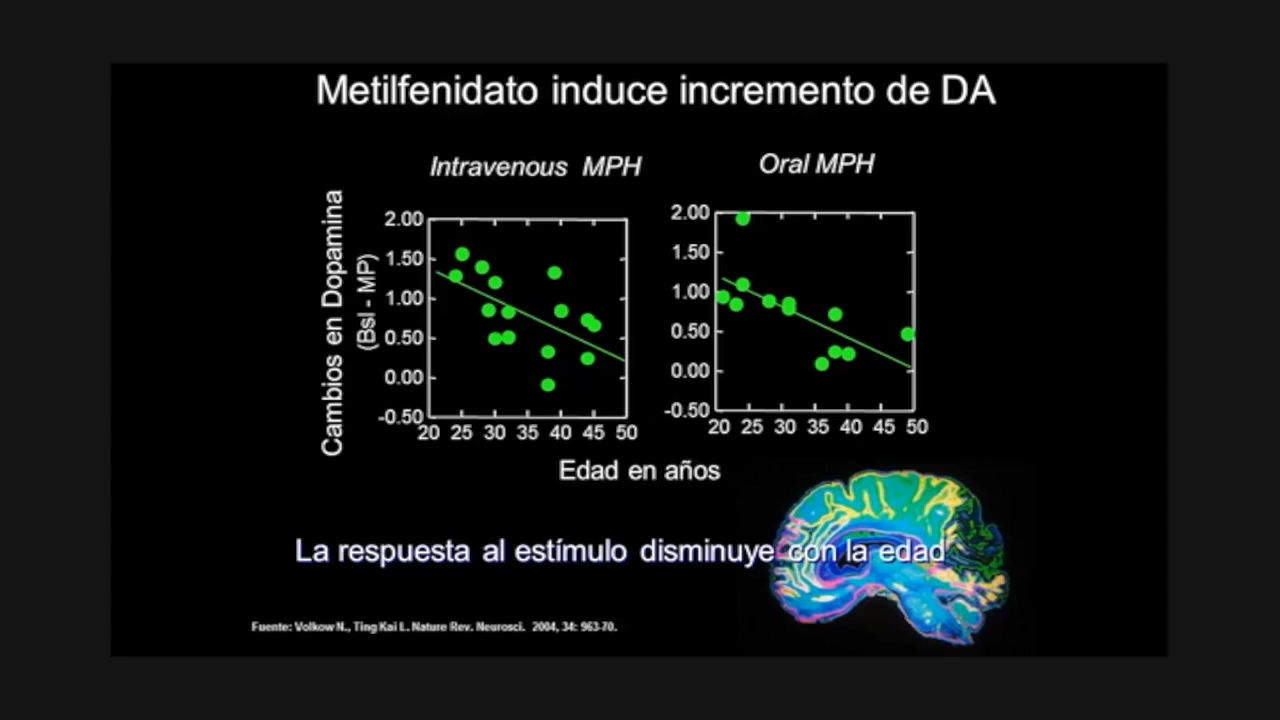 Metilfenidato induce incremento de DA
Intravenous MPH
Oral MPH
Cambios en Dopamina
(Bsl - MP)
2.00
1.50
1.00
0.50
0.00
-0.50
20 25 30 35 40 45 50
2.00
1.50
1.00
0.50
0.00
-0.50
20 25 30 35 40 45 50
Edad en años
La respuesta al estímulo disminuye con la edad
Fuente: Volkow N., Ting Kai L. Nature Rev. Neurosci. 2004, 34: 963-70.